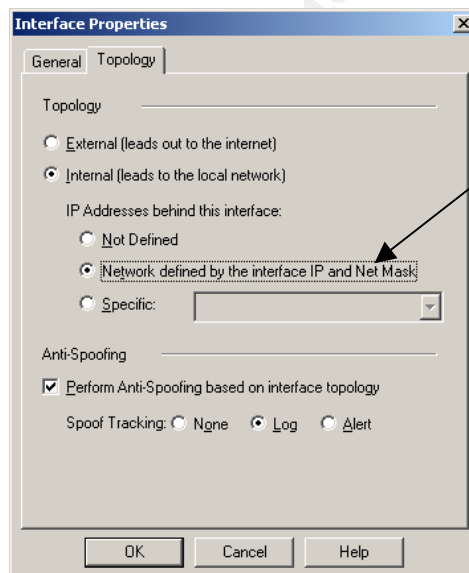 Interface Properties
General Topology
Topology
External (leads out to the internet)
Internal (leads to the local network)
IP Addresses behind this interface:
Not Defined
Network defined by the interface IP and Net Mask
Specific:
Anti-Spoofing
Perform Anti-Spoofing based on interface topology
Spoof Tracking: None Log Alert
OK Cancel Help